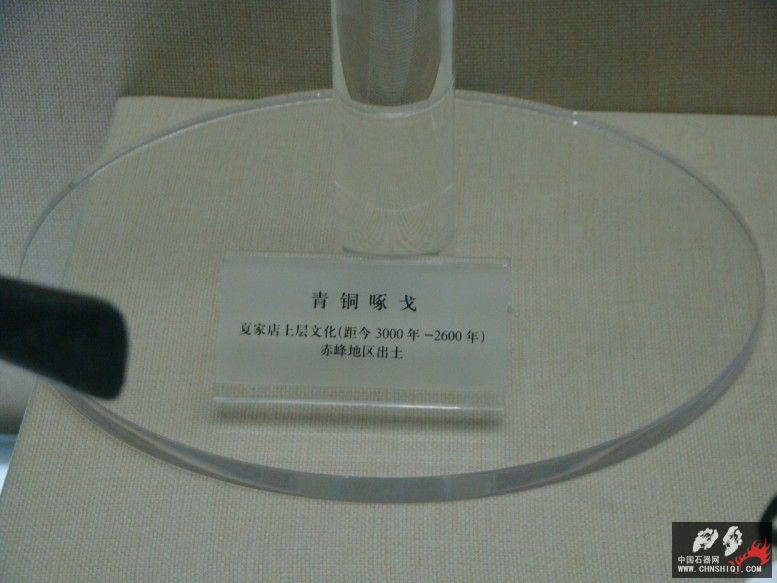 青铜啄戈
夏家店上层文化(距今3000年-2600年)
赤峰地区出土
中国石器网
WWW.CHNSHIQI.COM